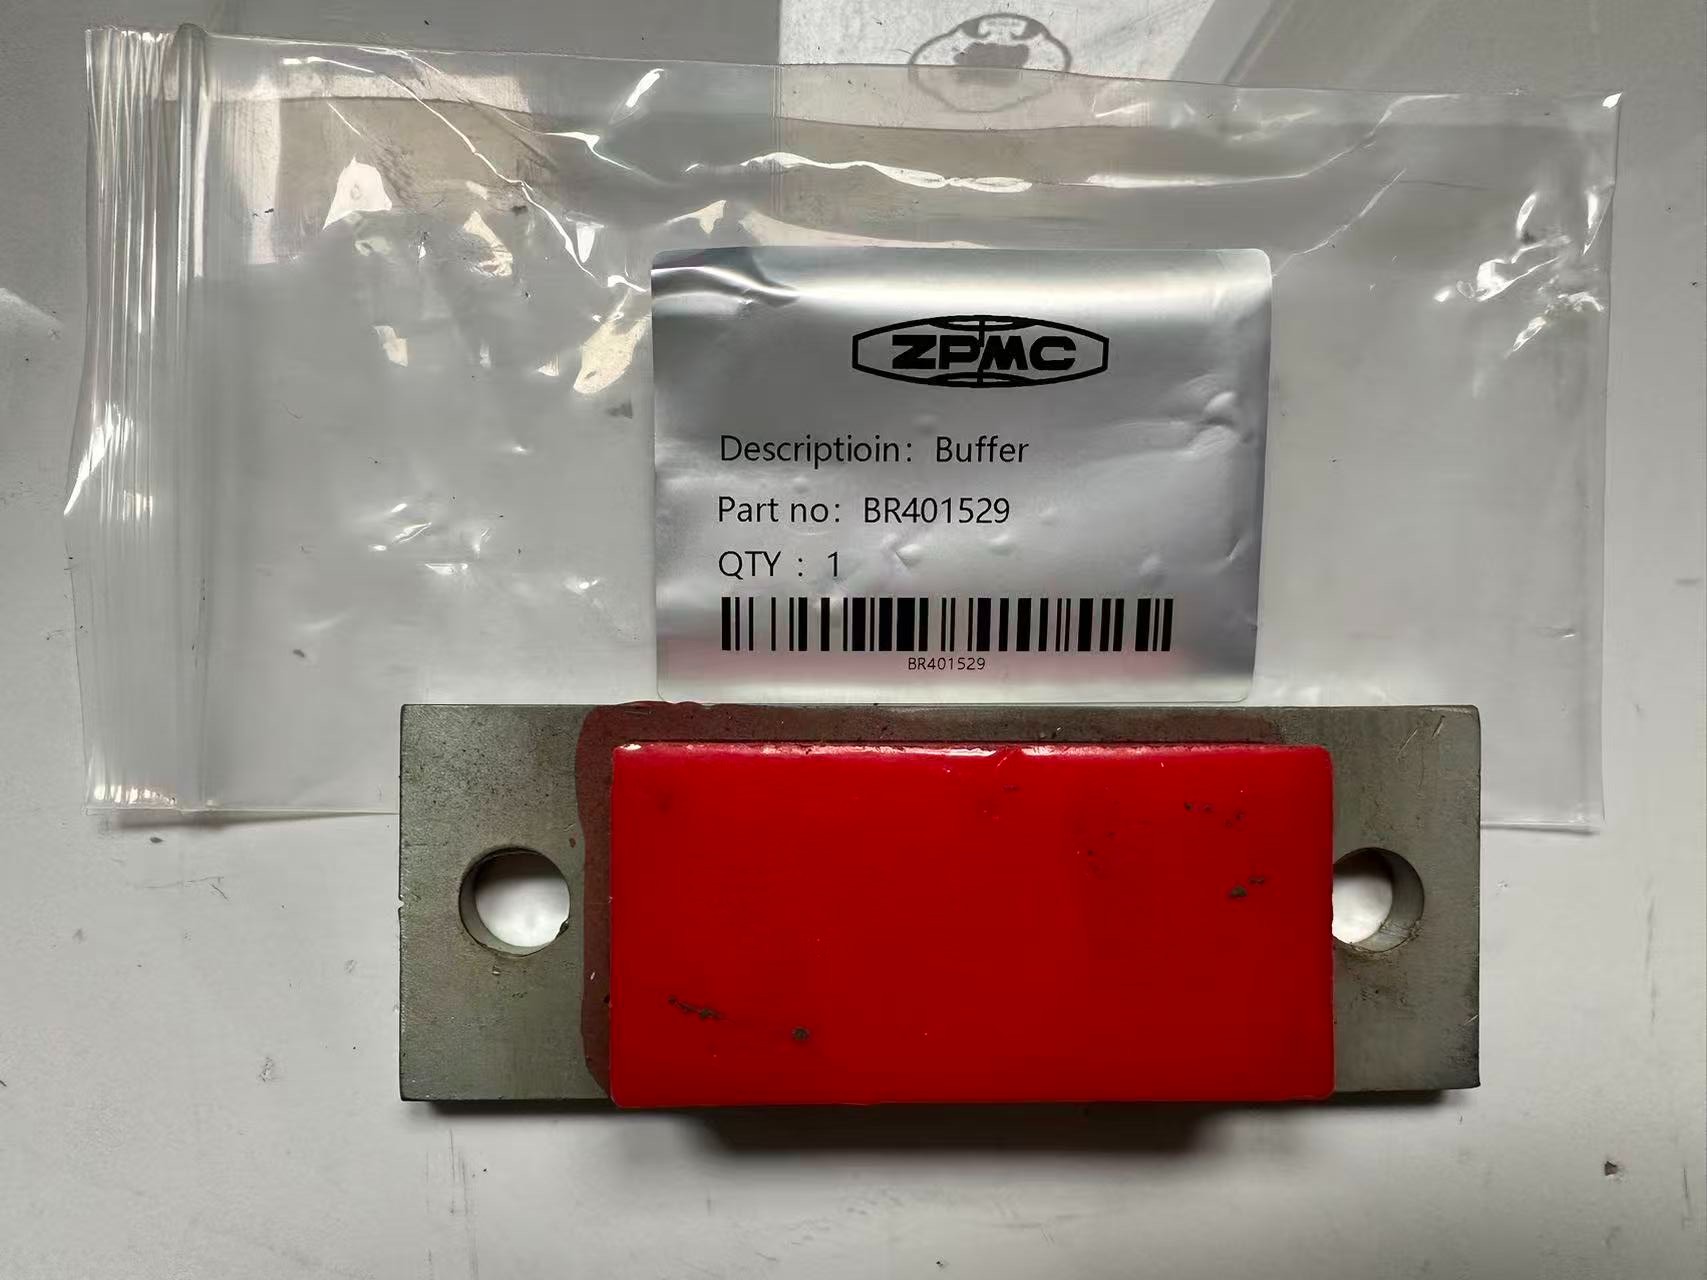 ZPMC
Descriptioin: Buffer
Part no: BR401529
QTY : 1
BR401529